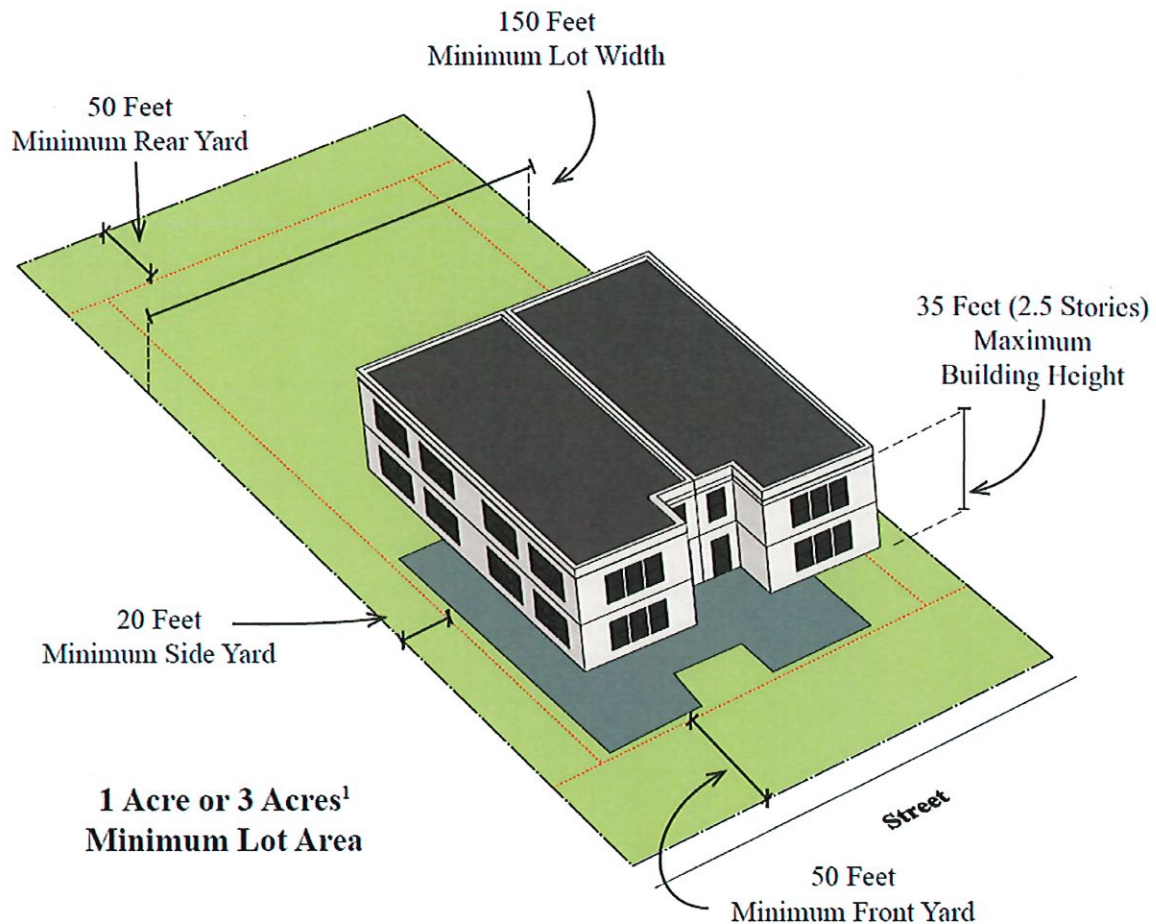 150 Feet
Minimum Lot Width
50 Feet
Minimum Rear Yard
35 Feet (2.5 Stories)
Maximum
Building Height
20 Feet
Minimum Side Yard
1 Acre or 3 Acres¹
Minimum Lot Area
Street
50 Feet
Minimum Front Yard